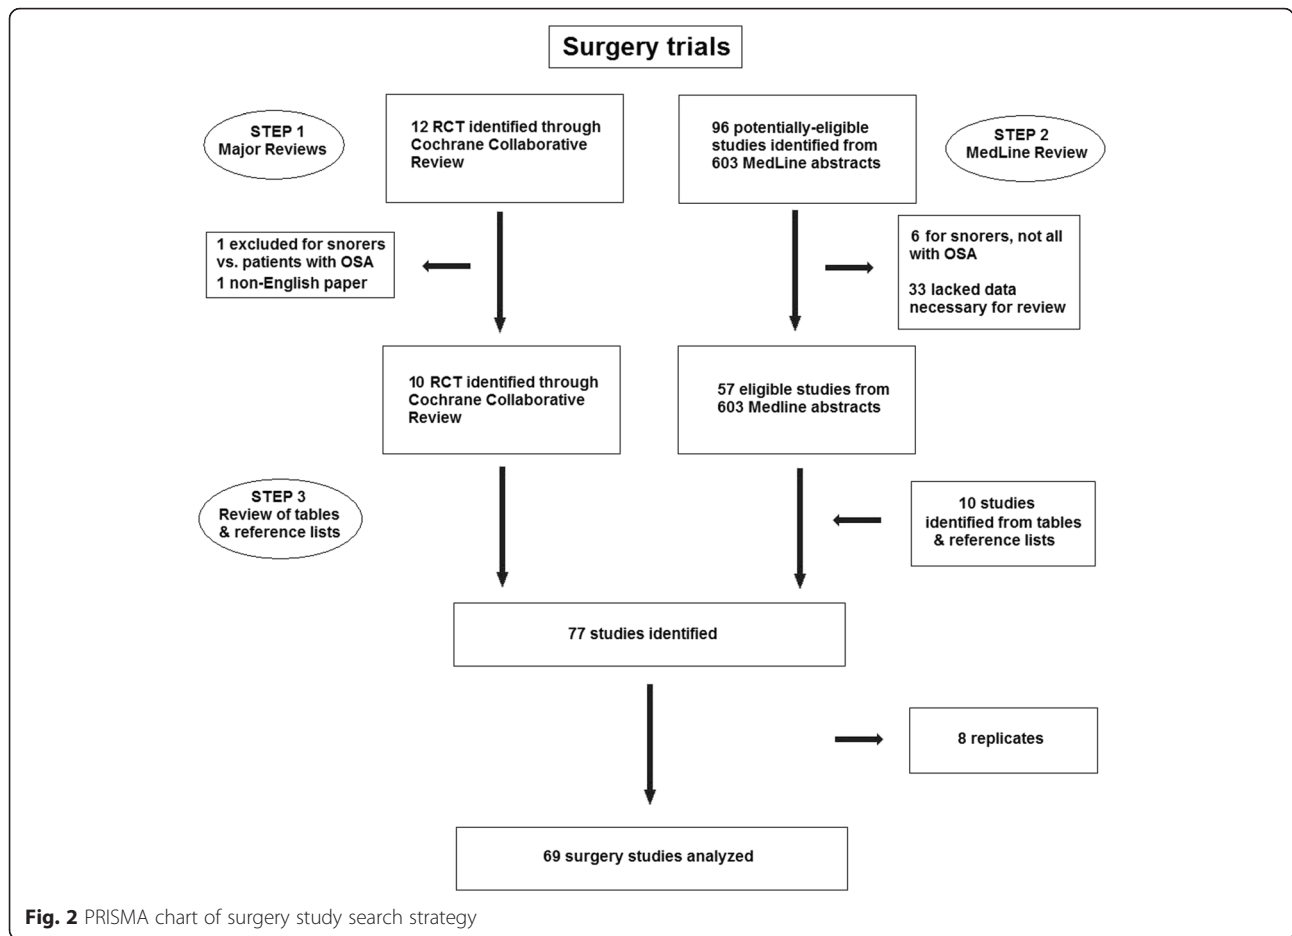 Surgery trials
STEP 1
Major Reviews
12 RCT identified through
Cochrane Collaborative
Review
96 potentially-eligible
studies identified from
603 MedLine abstracts
STEP 2
MedLine Review
1 excluded for snorers
vs. patients with OSA
1 non-English paper
6 for snorers, not all
with OSA
33 lacked data
necessary for review
10 RCT identified through
Cochrane Collaborative
Review
57 eligible studies from
603 Medline abstracts
STEP 3
Review of tables
& reference lists
10 studies
identified from tables
& reference lists
77 studies identified
8 replicates
69 surgery studies analyzed
Fig. 2 PRISMA chart of surgery study search strategy